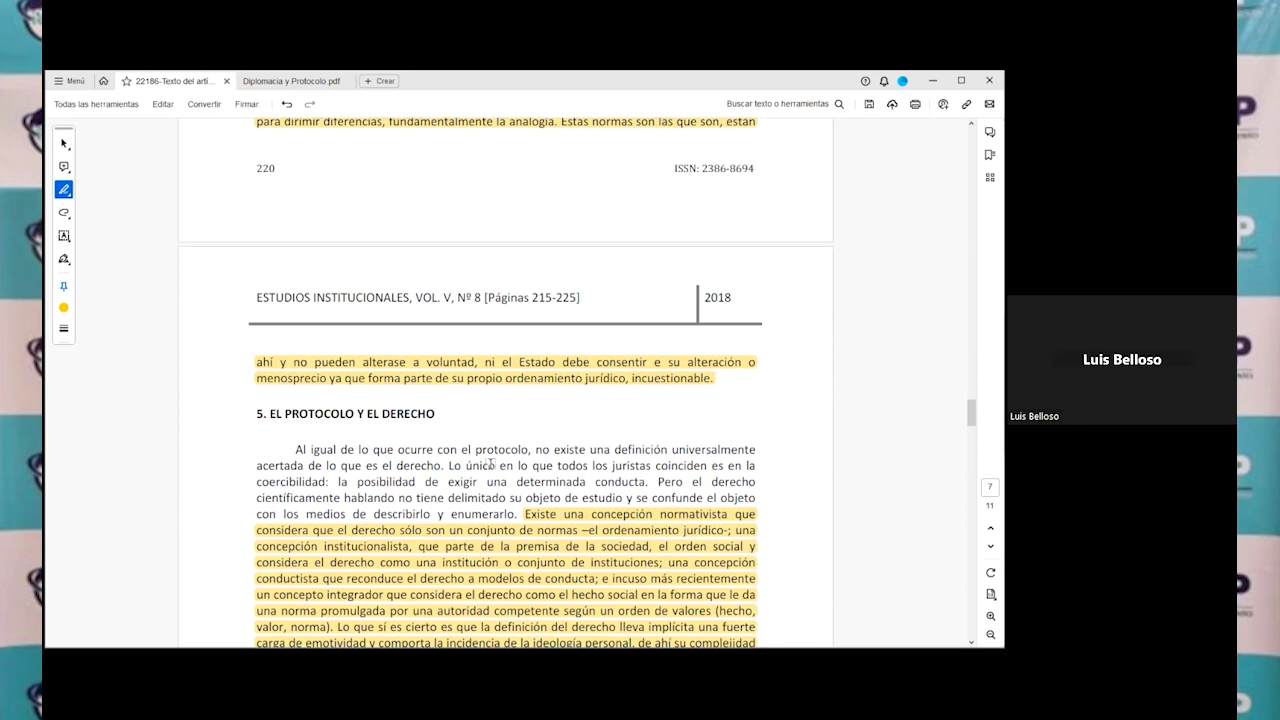 Menú
22186-Texto del artí...
Diplomacia y Protocolo pdf
Crear
Todas las herramientas
Editar
Convertir
Firmar
Buscar texto o herramientas
para dirimir diferencias, fundamentalmente la analogía. Estas normas son las que son, están
220
ISSN: 2386-8694
ESTUDIOS INSTITUCIONALES, VOL. V, Nº 8 [Páginas 215-225]
2018
ahí y no pueden alterase a voluntad, ni el Estado debe consentir e su alteración o
menosprecio ya que forma parte de su propio ordenamiento jurídico, incuestionable.
5. EL PROTOCOLO Y EL DERECHO
Al igual de lo que ocurre con el protocolo, no existe una definición universalmente
acertada de lo que es el derecho. Lo único en lo que todos los juristas coinciden es en la
coercibilidad: la posibilidad de exigir una determinada conducta. Pero el derecho
científicamente hablando no tiene delimitado su objeto de estudio y se confunde el objeto
con los medios de describirlo y enumerarlo. Existe una concepción normativista que
considera que el derecho sólo son un conjunto de normas –el ordenamiento jurídico-; una
concepción institucionalista, que parte de la premisa de la sociedad, el orden social y
considera el derecho como una institución o conjunto de instituciones; una concepción
conductista que reconduce el derecho a modelos de conducta; e incuso más recientemente
un concepto integrador que considera el derecho como el hecho social en la forma que le da
una norma promulgada por una autoridad competente según un orden de valores (hecho,
valor, norma). Lo que sí es cierto es que la definición del derecho lleva implícita una fuerte
carga de emotividad y comporta la incidencia de la ideología personal, de ahí su complejidad
7
11
Luis Belloso
Luis Belloso